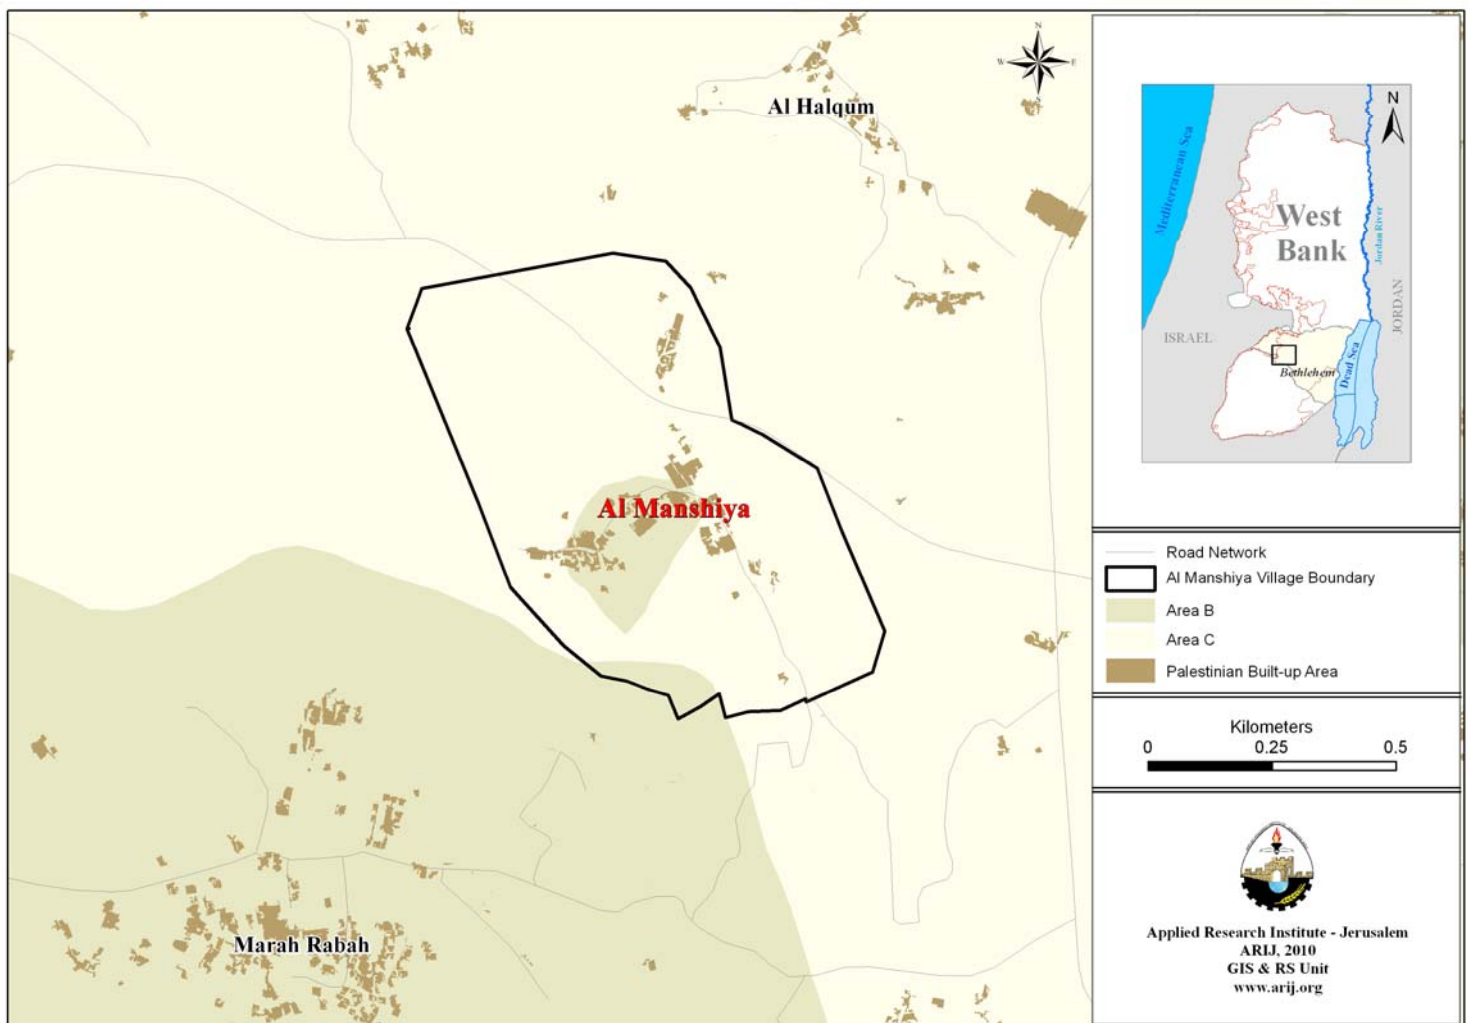 N
W
E
S
Al Halqum
Al Manshiya
Marah Rabah
N
Mediterranean Sea
West
Bank
Jordan River
JORDAN
ISRAEL
Dead Sea
Bethlehem
Road Network
Al Manshiya Village Boundary
Area B
Area C
Palestinian Built-up Area
Kilometers
0 0.25 0.5
Applied Research Institute - Jerusalem
ARIJ, 2010
GIS & RS Unit
www.arij.org